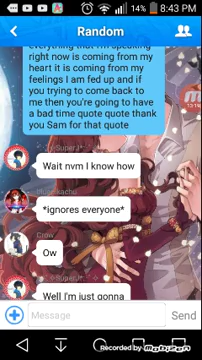 14% 8:43 PM
Random
everything that I'm speaking
right now is coming from my
heart it is coming from my
feelings I am fed up and if
you trying to come back to
me then you're going to have
a bad time quote quote thank
you Sam for that quote
Wait nvm I know how
*ignores everyone*
Crow
Ow
Well I'm just gonna
Message
Send
Recorded by Mobizen